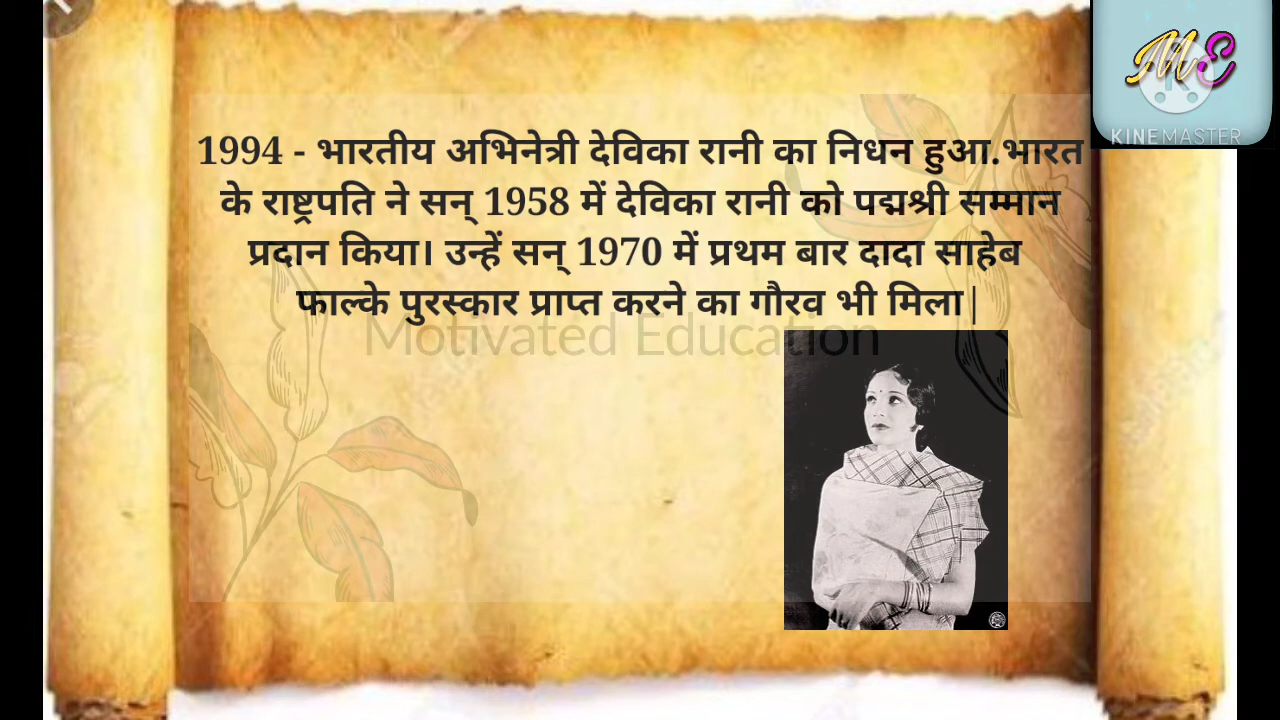 ME
KINEMASTER
1994 - भारतीय अभिनेत्री देविका रानी का निधन हुआ.भारत
के राष्ट्रपति ने सन् 1958 में देविका रानी को पद्मश्री सम्मान
प्रदान किया। उन्हें सन् 1970 में प्रथम बार दादा साहेब
फाल्के पुरस्कार प्राप्त करने का गौरव भी मिला|
Motivated Education